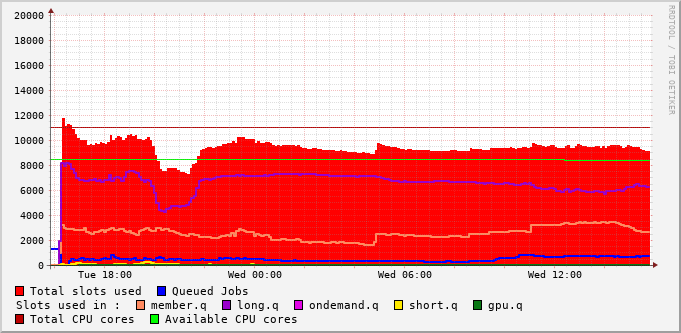 20000
18000
16000
14000
12000
10000
8000
6000
4000
2000
0
Tue 18:00 Wed 00:00 Wed 06:00 Wed 12:00
RRDTOOL / TOBI OETIKER
Total slots used Queued Jobs
Slots used in : member.q long.q ondemand.q short.q gpu.q
Total CPU cores Available CPU cores